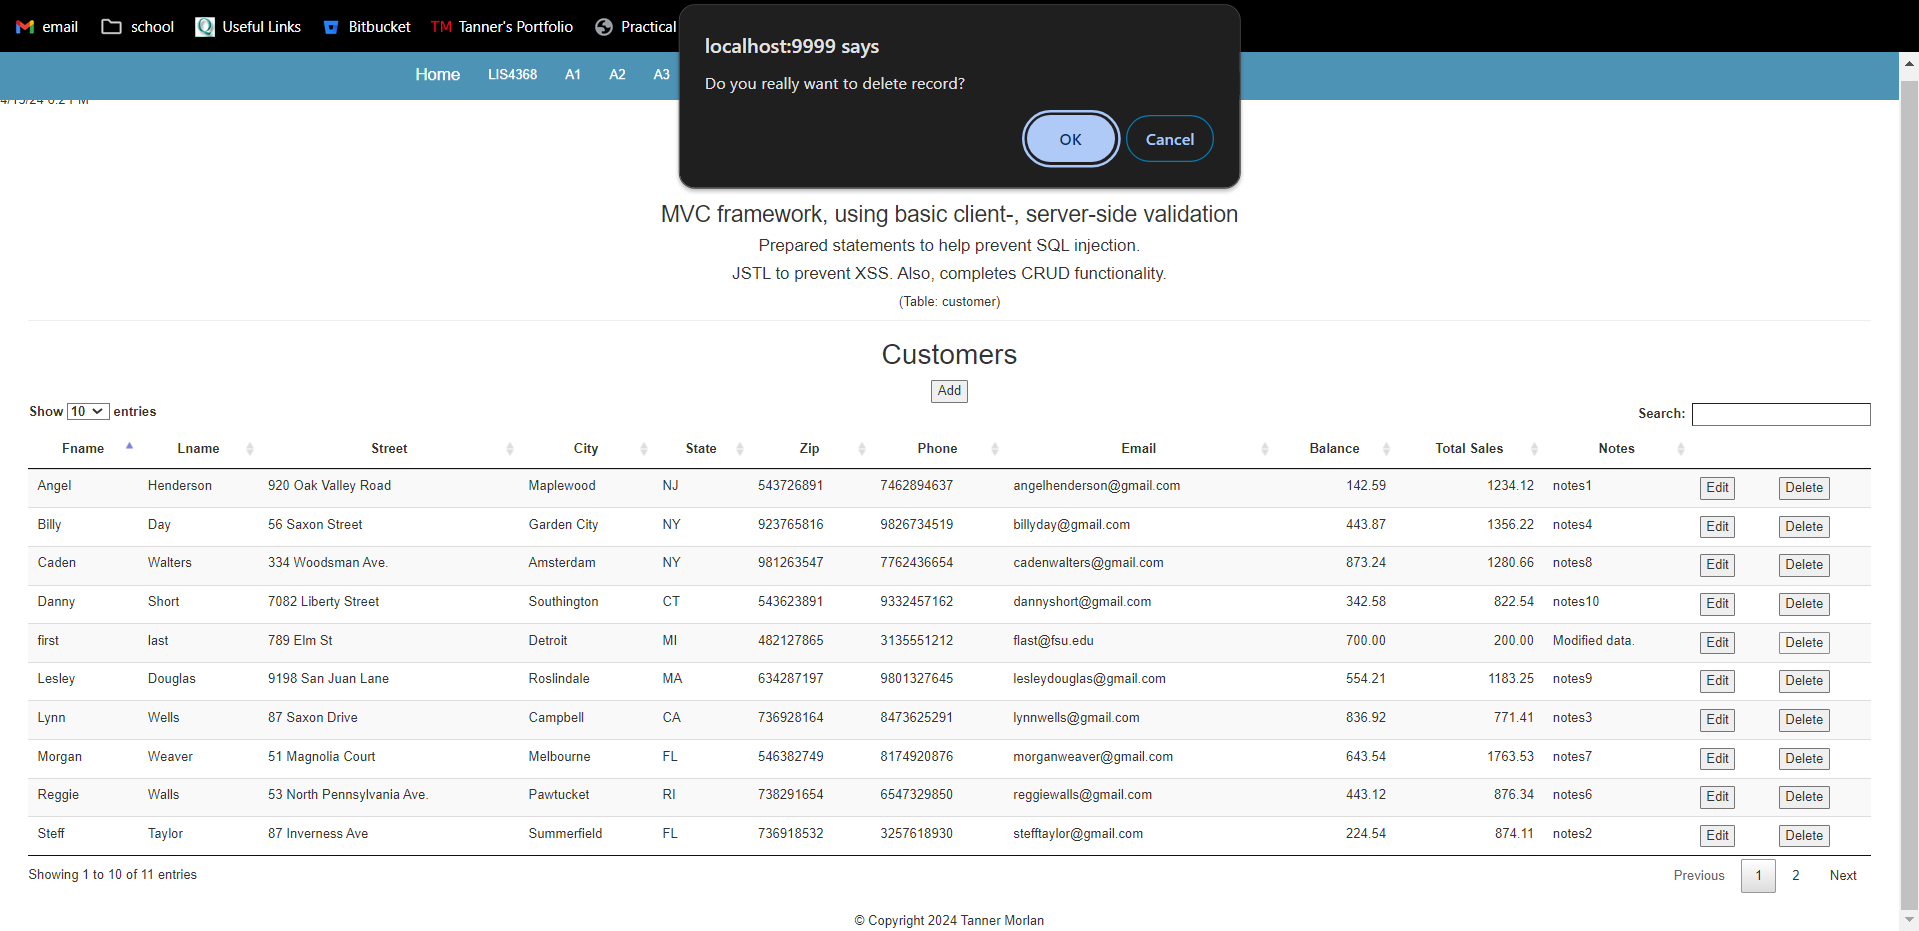 email school Useful Links Bitbucket TM Tanner's Portfolio Practical
localhost:9999 says
Do you really want to delete record?
OK Cancel
Home LIS4368 A1 A2 A3
MVC framework, using basic client-, server-side validation
Prepared statements to help prevent SQL injection.
JSTL to prevent XSS. Also, completes CRUD functionality.
(Table: customer)
Customers
Add
Show 10 entries Search:
Fname Lname Street City State Zip Phone Email Balance Total Sales Notes
Angel Henderson 920 Oak Valley Road Maplewood NJ 543726891 7462894637 angelhenderson@gmail.com 142.59 1234.12 notes1 Edit Delete
Billy Day 56 Saxon Street Garden City NY 923765816 9826734519 billyday@gmail.com 443.87 1356.22 notes4 Edit Delete
Caden Walters 334 Woodsman Ave. Amsterdam NY 981263547 7762436654 cadenwalters@gmail.com 873.24 1280.66 notes8 Edit Delete
Danny Short 7082 Liberty Street Southington CT 543623891 9332457162 dannyshort@gmail.com 342.58 822.54 notes10 Edit Delete
first last 789 Elm St Detroit MI 482127865 3135551212 flast@fsu.edu 700.00 200.00 Modified data. Edit Delete
Lesley Douglas 9198 San Juan Lane Roslindale MA 634287197 9801327645 lesleydouglas@gmail.com 554.21 1183.25 notes9 Edit Delete
Lynn Wells 87 Saxon Drive Campbell CA 736928164 8473625291 lynnwells@gmail.com 836.92 771.41 notes3 Edit Delete
Morgan Weaver 51 Magnolia Court Melbourne FL 546382749 8174920876 morganweaver@gmail.com 643.54 1763.53 notes7 Edit Delete
Reggie Walls 53 North Pennsylvania Ave. Pawtucket RI 738291654 6547329850 reggiewalls@gmail.com 443.12 876.34 notes6 Edit Delete
Steff Taylor 87 Inverness Ave Summerfield FL 736918532 3257618930 stefftaylor@gmail.com 224.54 874.11 notes2 Edit Delete
Showing 1 to 10 of 11 entries Previous 1 2 Next
© Copyright 2024 Tanner Morlan